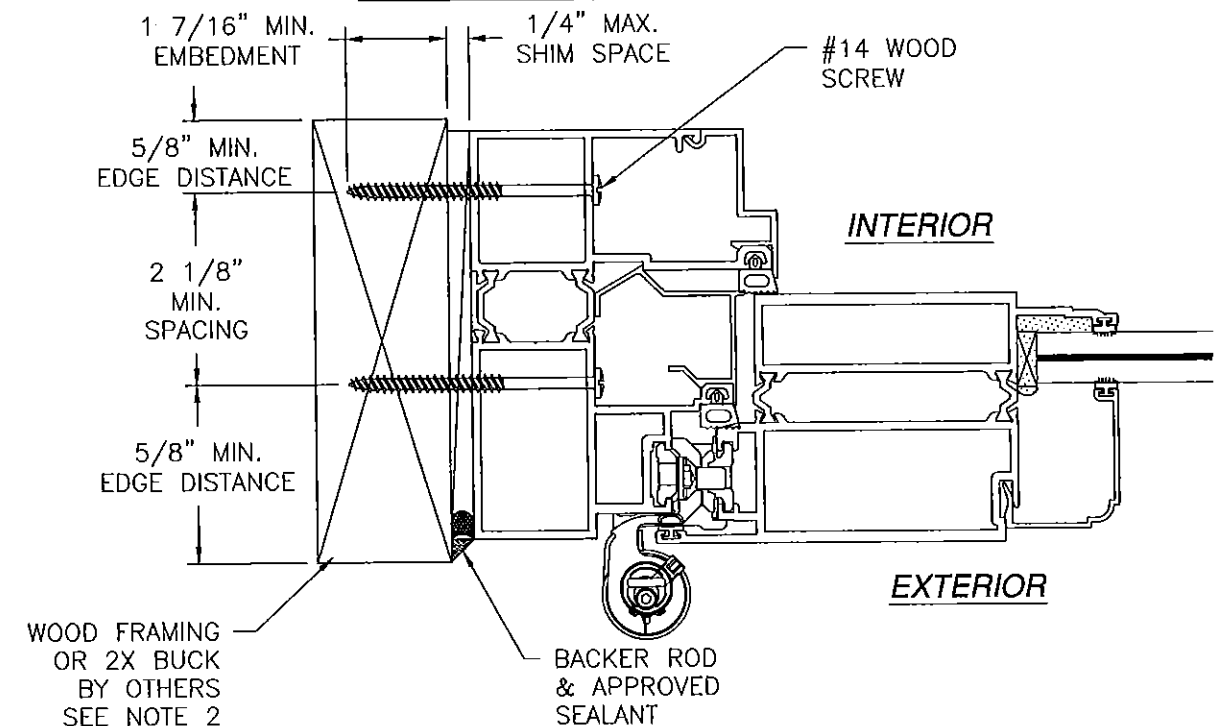 1 7/16" MIN.
EMBEDMENT
1/4" MAX.
SHIM SPACE
#14 WOOD
SCREW
5/8" MIN.
EDGE DISTANCE
INTERIOR
2 1/8"
MIN.
SPACING
5/8" MIN.
EDGE DISTANCE
EXTERIOR
WOOD FRAMING
OR 2X BUCK
BY OTHERS
SEE NOTE 2
BACKER ROD
& APPROVED
SEALANT